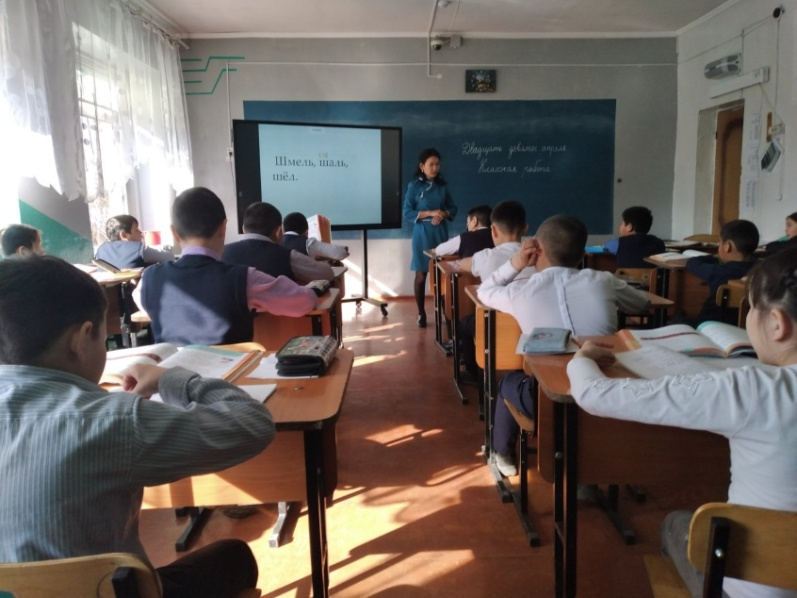 Шмель, шаль,
шёл.
Двадцать девятое апреля
Классная работа